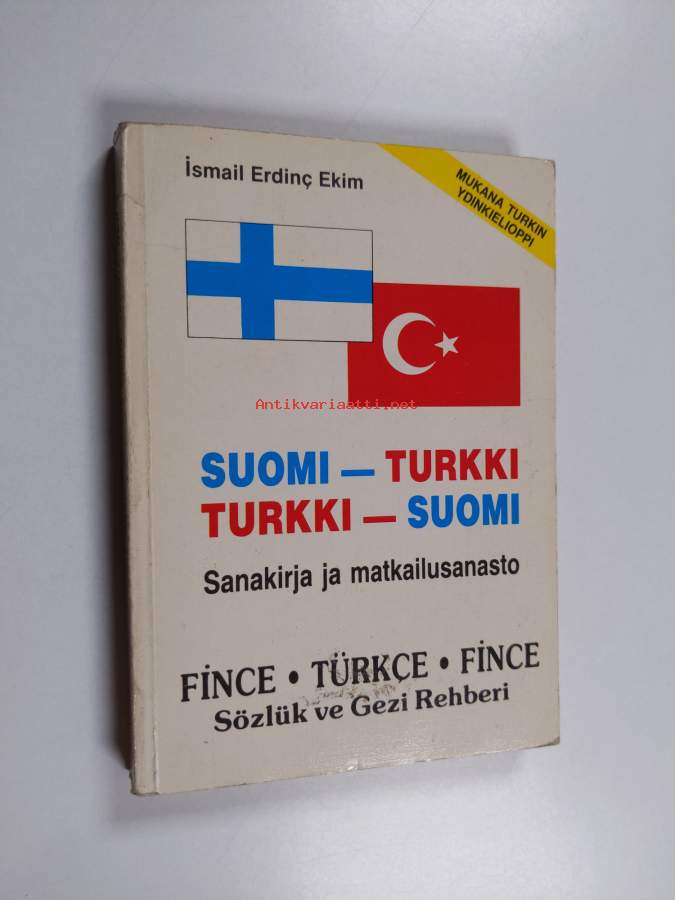 İsmail Erdinç Ekim
MUKANA TURKIN
YDINKIELIOPPI
Antikvariaatti.net
SUOMI — TURKKI
TURKKI — SUOMI
Sanakirja ja matkailusanasto
FİNCE • TÜRKÇE • FİNCE
Sözlük ve Gezi Rehberi